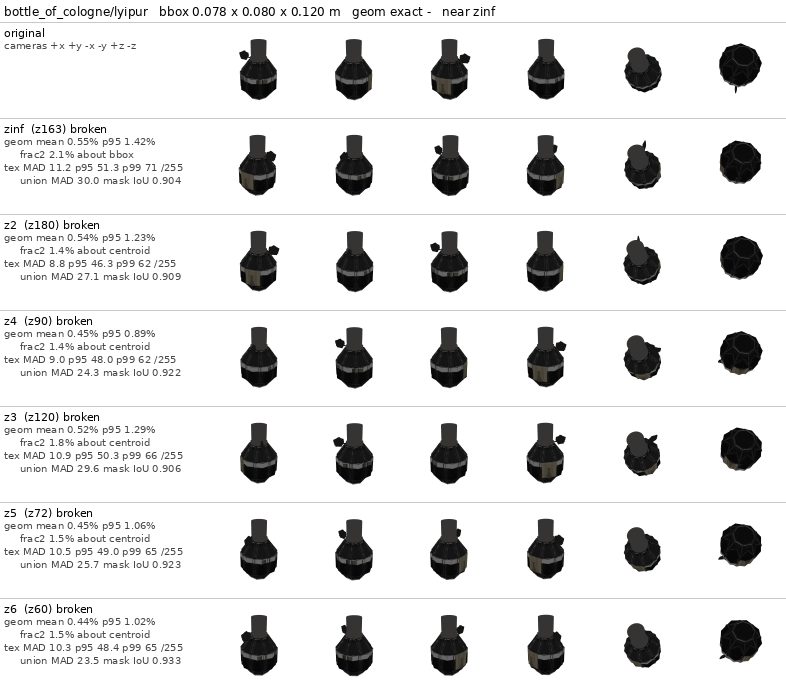 bottle_of_cologne/lyipur   bbox 0.078 x 0.080 x 0.120 m   geom exact -   near zinf
original
cameras +x +y -x -y +z -z
zinf (z163) broken
geom mean 0.55% p95 1.42%
frac2 2.1% about bbox
tex MAD 11.2 p95 51.3 p99 71 /255
union MAD 30.0 mask IoU 0.904
z2 (z180) broken
geom mean 0.54% p95 1.23%
frac2 1.4% about centroid
tex MAD 8.8 p95 46.3 p99 62 /255
union MAD 27.1 mask IoU 0.909
z4 (z90) broken
geom mean 0.45% p95 0.89%
frac2 1.4% about centroid
tex MAD 9.0 p95 48.0 p99 62 /255
union MAD 24.3 mask IoU 0.922
z3 (z120) broken
geom mean 0.52% p95 1.29%
frac2 1.8% about centroid
tex MAD 10.9 p95 50.3 p99 66 /255
union MAD 29.6 mask IoU 0.906
z5 (z72) broken
geom mean 0.45% p95 1.06%
frac2 1.5% about centroid
tex MAD 10.5 p95 49.0 p99 65 /255
union MAD 25.7 mask IoU 0.923
z6 (z60) broken
geom mean 0.44% p95 1.02%
frac2 1.5% about centroid
tex MAD 10.3 p95 48.4 p99 65 /255
union MAD 23.5 mask IoU 0.933